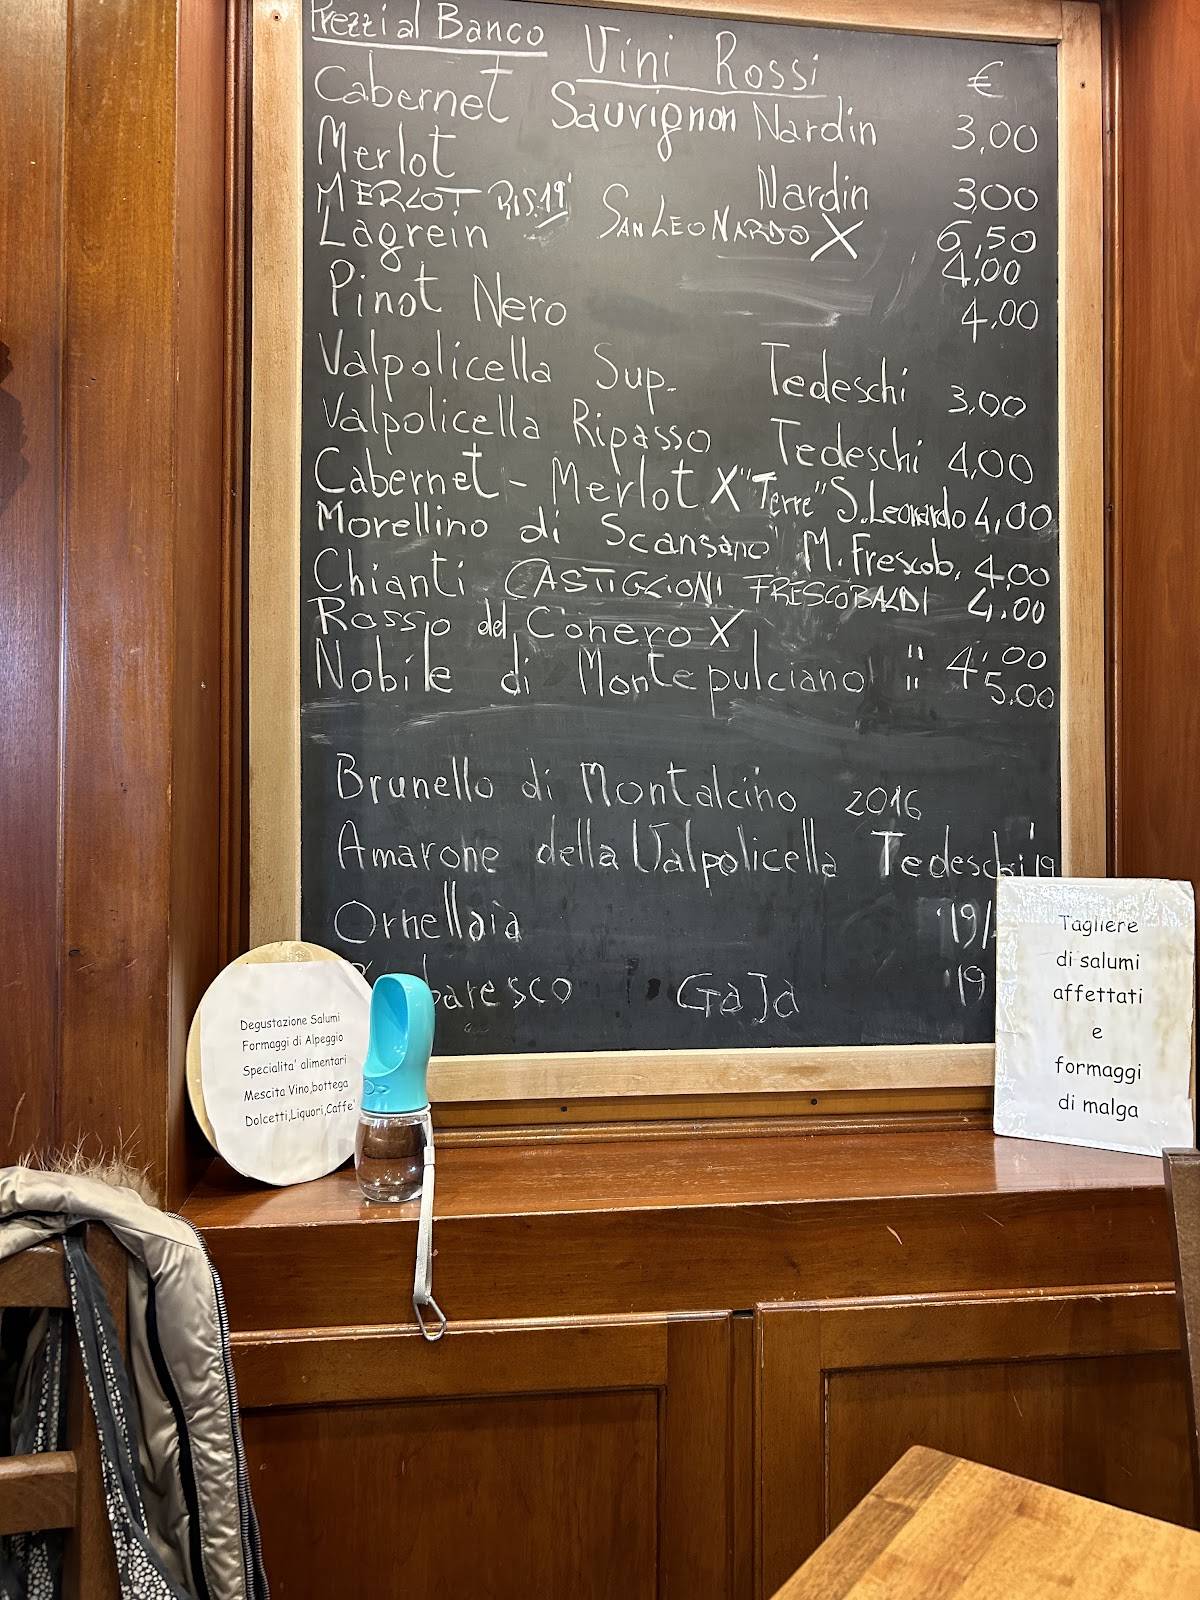 Prezzi al Banco Vini Rossi €
Cabernet Sauvignon Nardin 3,00
Merlot Nardin 3,00
MERLOT RIS. 19' SAN LEONARDO X 6,50
Lagrein 4,00
Pinot Nero 4,00
Valpolicella Sup. Tedeschi 3,00
Valpolicella Ripasso Tedeschi 4,00
Cabernet - Merlot X "Terre" S. Leonardo 4,00
Morellino di Scansano M. Frescob. 4,00
Chianti CASTIGLIONI FRESCOBALDI 4,00
Rosso del Conero X " 4,00
Nobile di Montepulciano " 5,00
Brunello di Montalcino 2016
Amarone della Valpolicella Tedeschi '19
Ornellaia '19/
baresco GaJa '19
Degustazione Salumi
Formaggi di Alpeggio
Specialita' alimentari
Mescita Vino,bottega
Dolcetti,Liquori,Caffe'
Tagliere
di salumi
affettati
e
formaggi
di malga